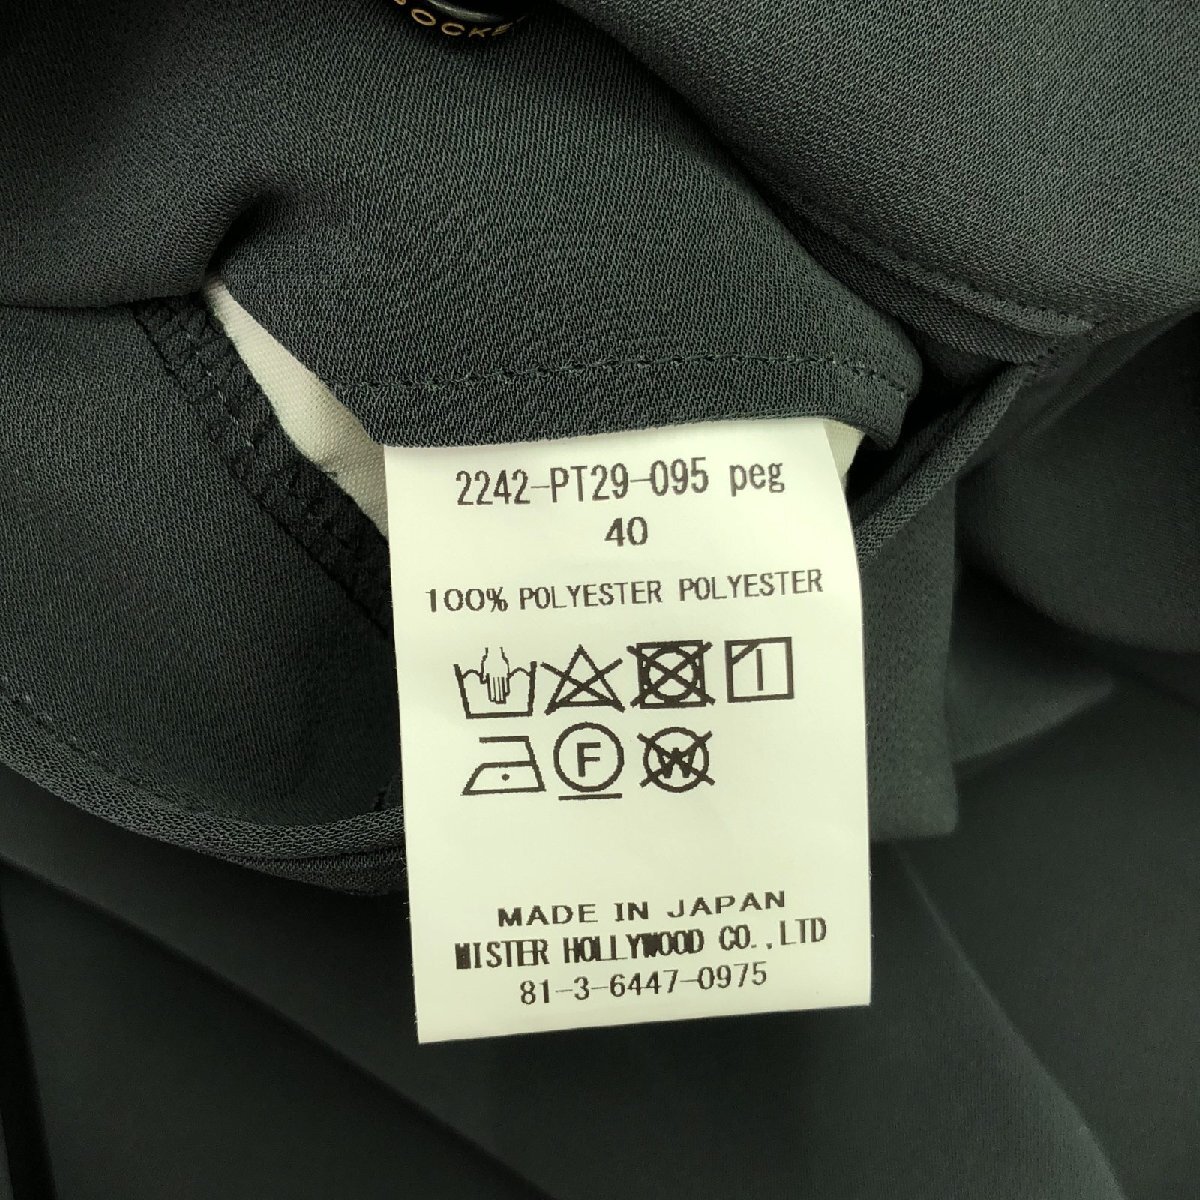 OCKE
2242-PT29-095 peg
40
100% POLYESTER POLYESTER
F
W
MADE IN JAPAN
MISTER HOLLYWOOD CO.,LTD
81-3-6447-0975